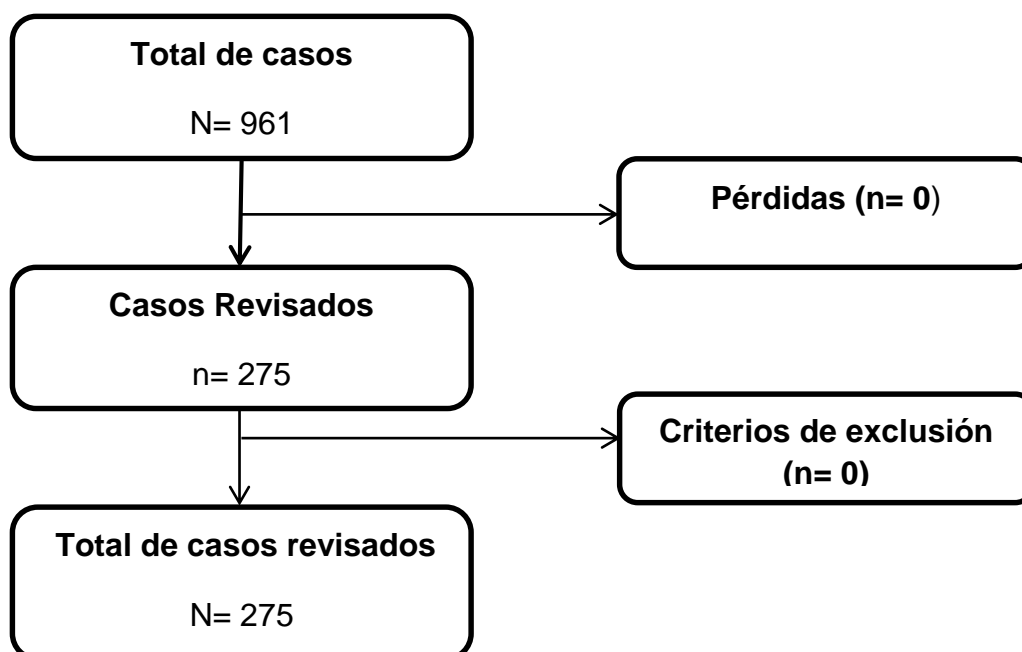 Total de casos
N= 961
Pérdidas (n= 0)
Casos Revisados
n= 275
Criterios de exclusión
(n= 0)
Total de casos revisados
N= 275